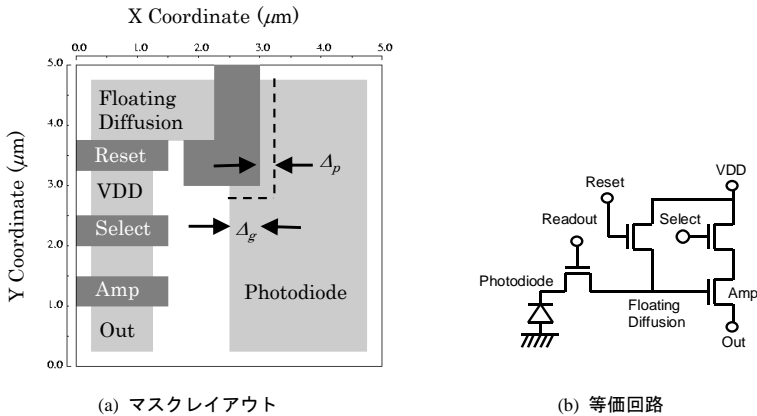 X Coordinate (μm)
0.0 1.0 2.0 3.0 4.0 5.0
Y Coordinate (μm)
5.0
4.0
3.0
2.0
1.0
0.0
Floating
Diffusion
Reset
VDD
Select
Amp
Out
Δp
Δg
Photodiode
(a) マスクレイアウト
VDD
Reset
Select
Readout
Photodiode
Amp
Floating
Diffusion
Out
(b) 等価回路